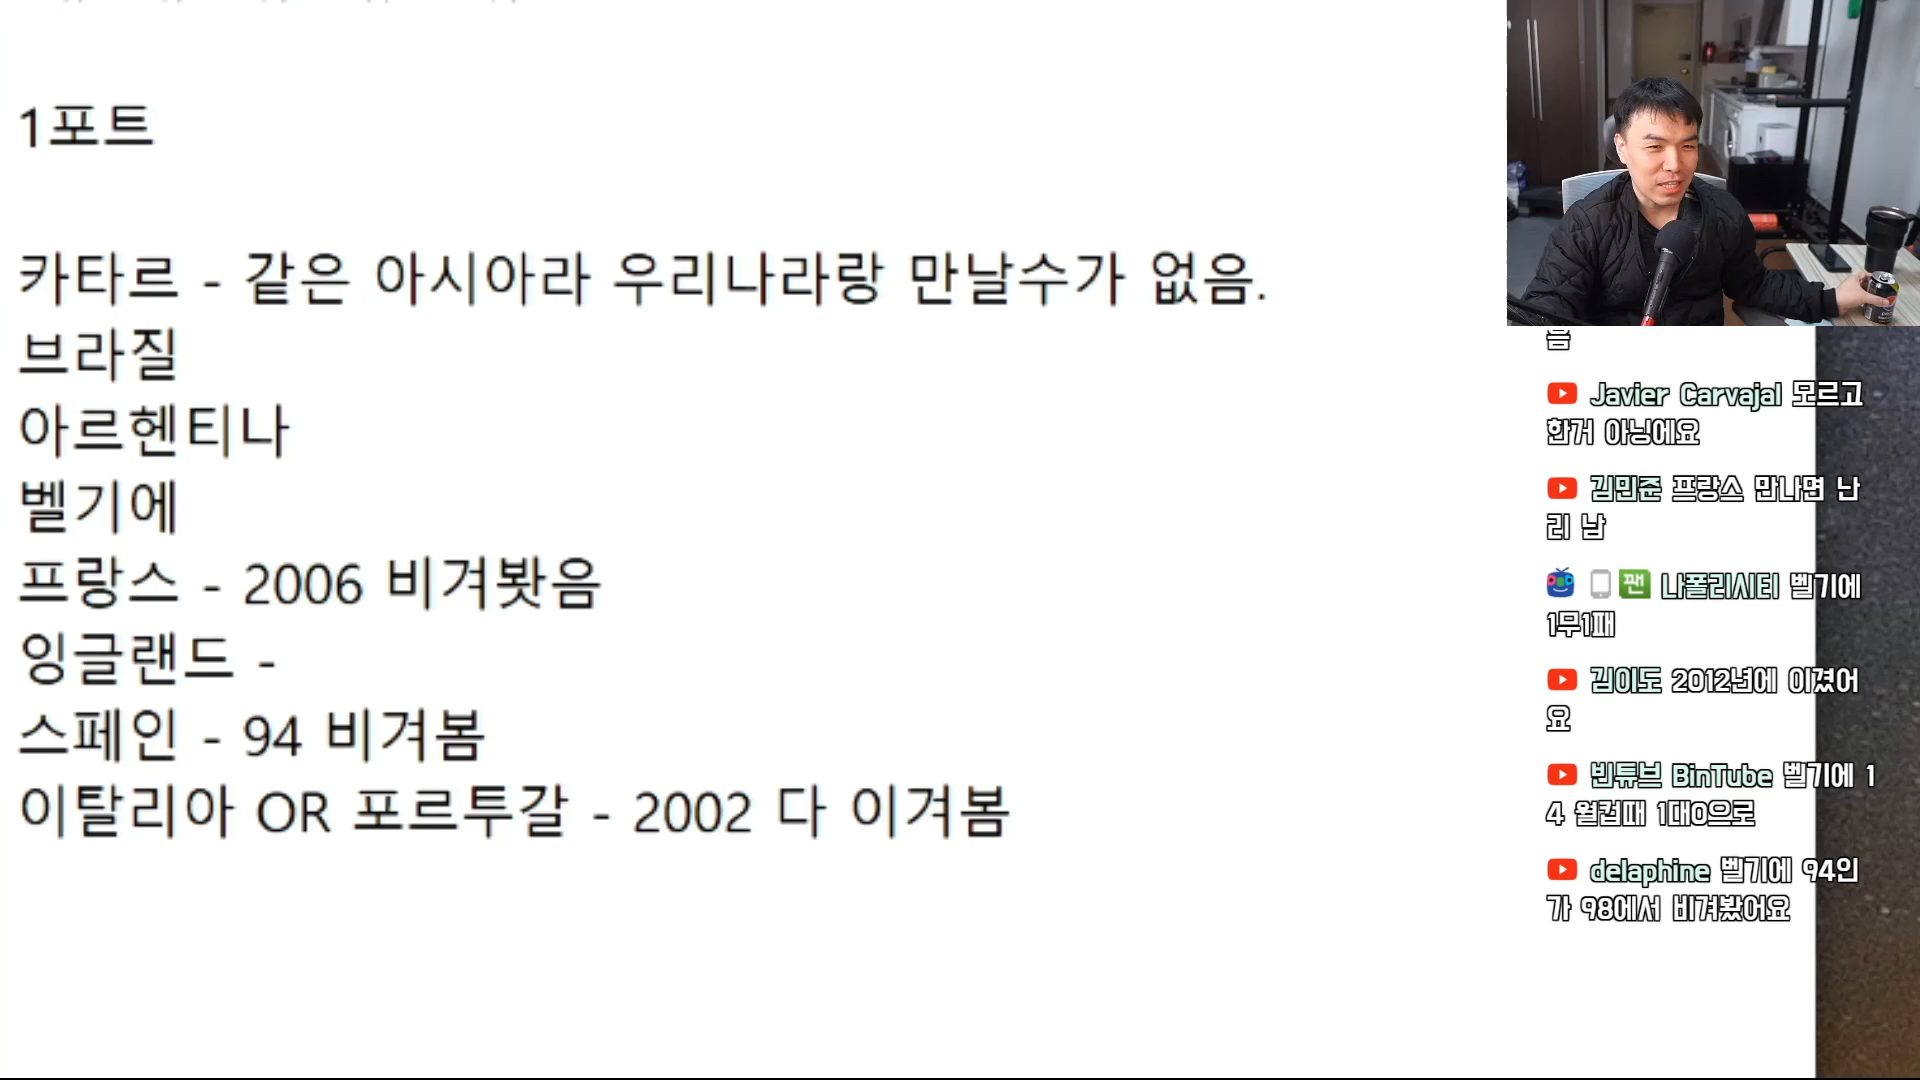 1포트
카타르 - 같은 아시아라 우리나라랑 만날수가 없음.
브라질
아르헨티나
벨기에
프랑스 - 2006 비겨봣음
잉글랜드 -
스페인 - 94 비겨봄
이탈리아 OR 포르투갈 - 2002 다 이겨봄
음
Javier Carvajal 모르고
한거 아닝에요
김민준 프랑스 만나면 난
리 남
팬 나폴리시티 벨기에
1무1패
김이도 2012년에 이겼어
요
빈튜브 BinTube 벨기에 1
4 월컵때 1대0으로
delaphine 벨기에 94인
가 98에서 비겨봤어요